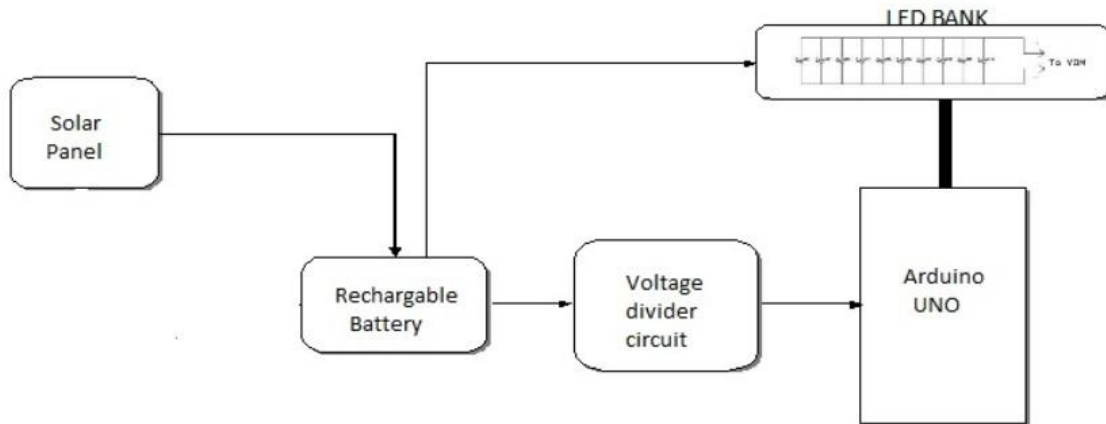 LED BANK
To VDM
Solar
Panel
Rechargable
Battery
Voltage
divider
circuit
Arduino
UNO